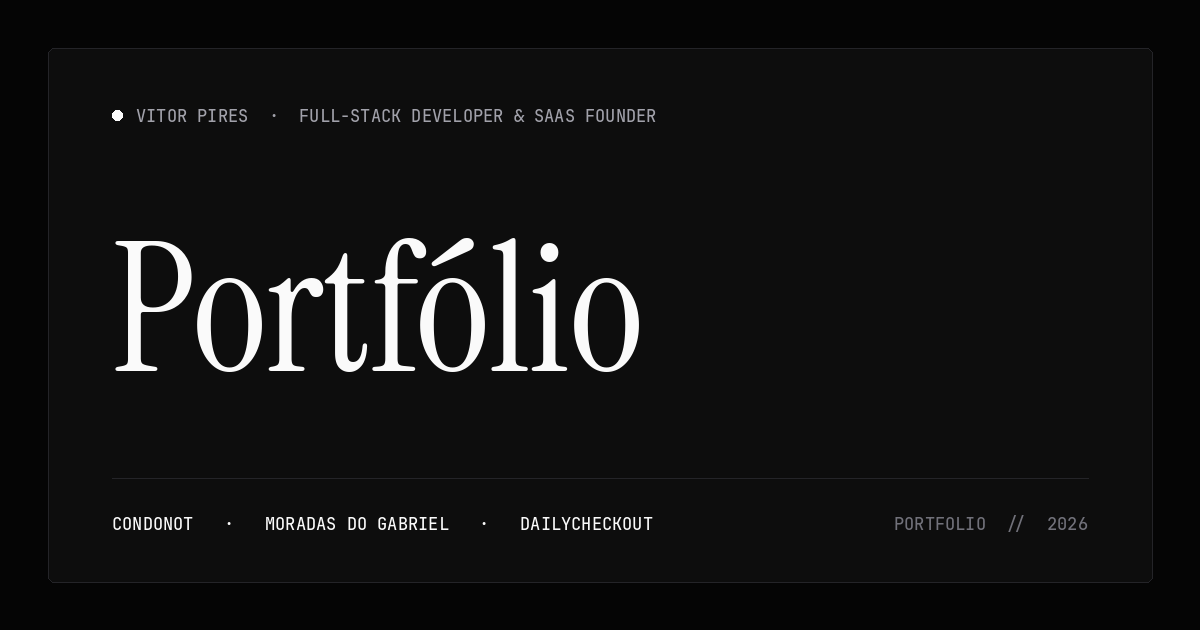 VITOR PIRES · FULL-STACK DEVELOPER & SAAS FOUNDER
Portfólio
CONDONOT · MORADAS DO GABRIEL · DAILYCHECKOUT
PORTFOLIO // 2026